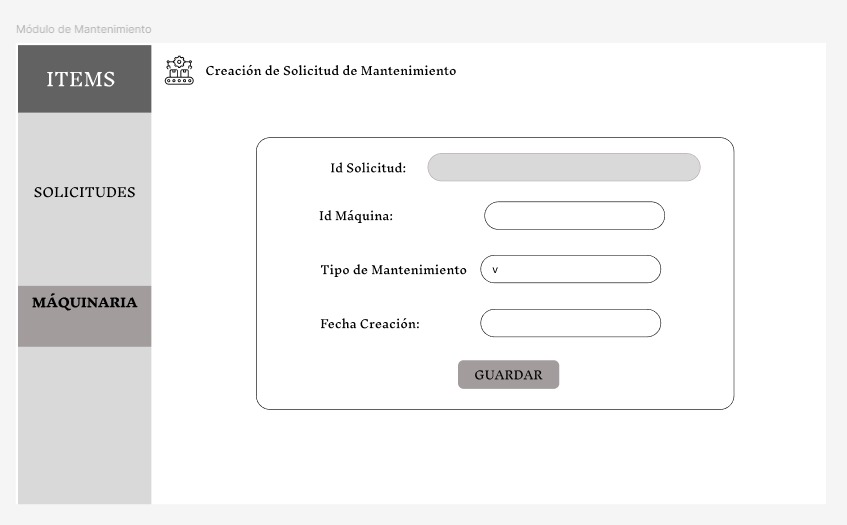 Módulo de Mantenimiento
ITEMS
Creación de Solicitud de Mantenimiento
Id Solicitud:
SOLICITUDES
Id Máquina:
Tipo de Mantenimiento
v
MÁQUINARIA
Fecha Creación:
GUARDAR